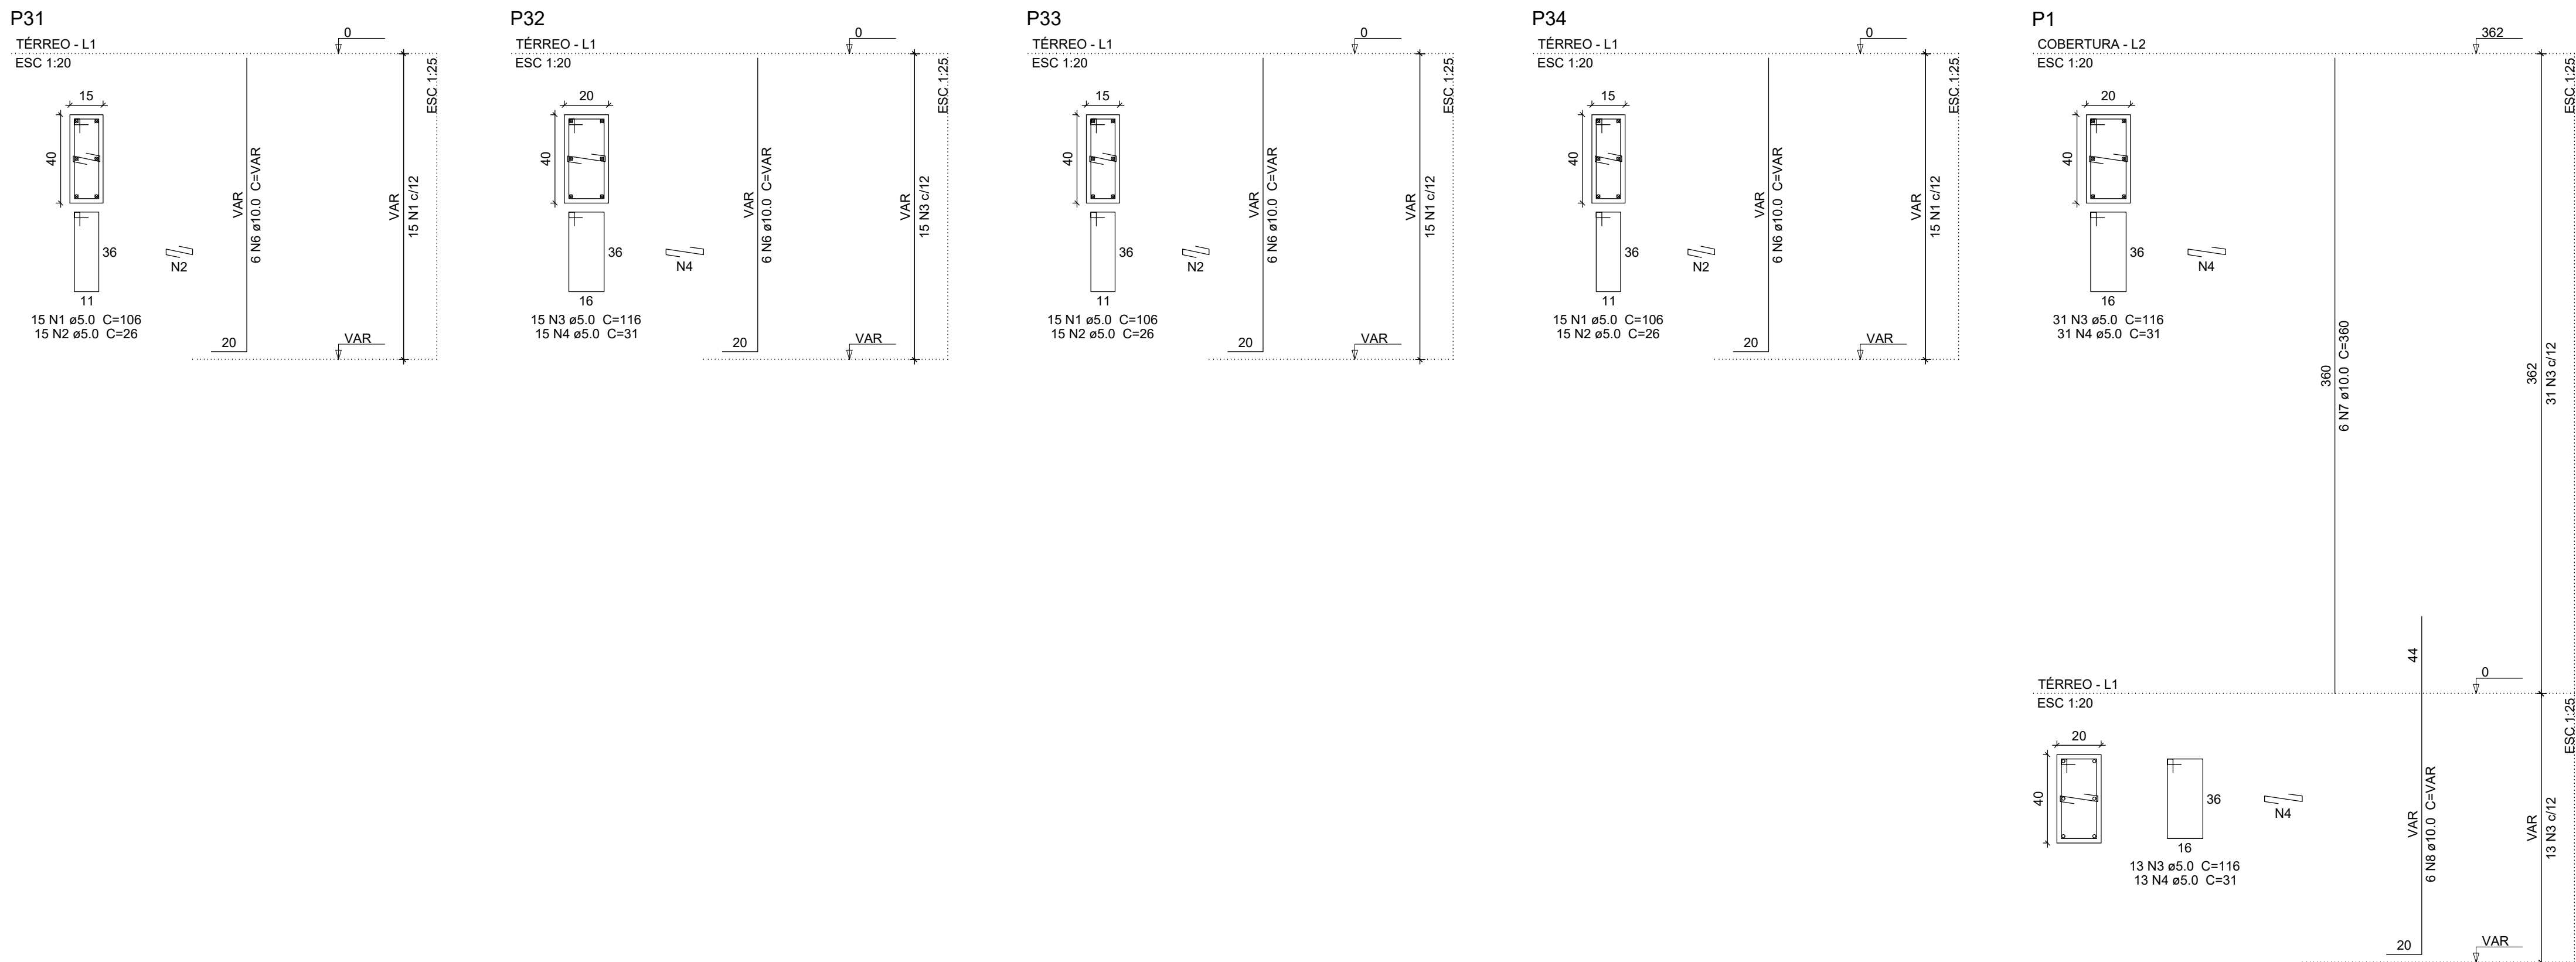 P31
TÉRREO - L1
ESC 1:20
0
ESC 1:25
15
40
36
11
15 N1 ø5.0 C=106
15 N2 ø5.0 C=26
N2
VAR
6 N6 ø10.0 C=VAR
20
VAR
15 N1 c/12
VAR
P32
TÉRREO - L1
ESC 1:20
0
ESC 1:25
20
40
36
16
15 N3 ø5.0 C=116
15 N4 ø5.0 C=31
N4
VAR
6 N6 ø10.0 C=VAR
20
VAR
15 N3 c/12
VAR
P33
TÉRREO - L1
ESC 1:20
0
ESC 1:25
15
40
36
11
15 N1 ø5.0 C=106
15 N2 ø5.0 C=26
N2
VAR
6 N6 ø10.0 C=VAR
20
VAR
15 N1 c/12
VAR
P34
TÉRREO - L1
ESC 1:20
0
ESC 1:25
15
40
36
11
15 N1 ø5.0 C=106
15 N2 ø5.0 C=26
N2
VAR
6 N6 ø10.0 C=VAR
20
VAR
15 N1 c/12
VAR
P1
COBERTURA - L2
ESC 1:20
362
ESC 1:25
20
40
36
16
31 N3 ø5.0 C=116
31 N4 ø5.0 C=31
N4
360
6 N7 ø10.0 C=360
362
31 N3 c/12
44
TÉRREO - L1
ESC 1:20
0
ESC 1:25
20
40
36
16
13 N3 ø5.0 C=116
13 N4 ø5.0 C=31
N4
VAR
6 N8 ø10.0 C=VAR
20
VAR
13 N3 c/12
VAR